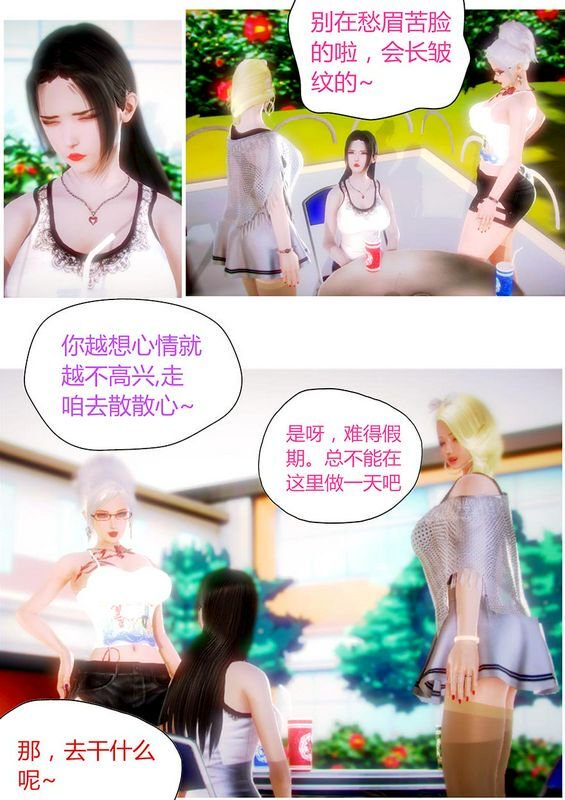 别在愁眉苦脸
的啦，会长皱
纹的~
你越想心情就
越不高兴,走
咱去散散心~
是呀，难得假
期。总不能在
这里做一天吧
那，去干什么
呢~